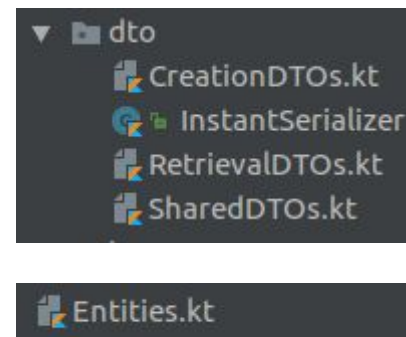 dto
CreationDTOs.kt
InstantSerializer
RetrievalDTOs.kt
SharedDTOs.kt
Entities.kt